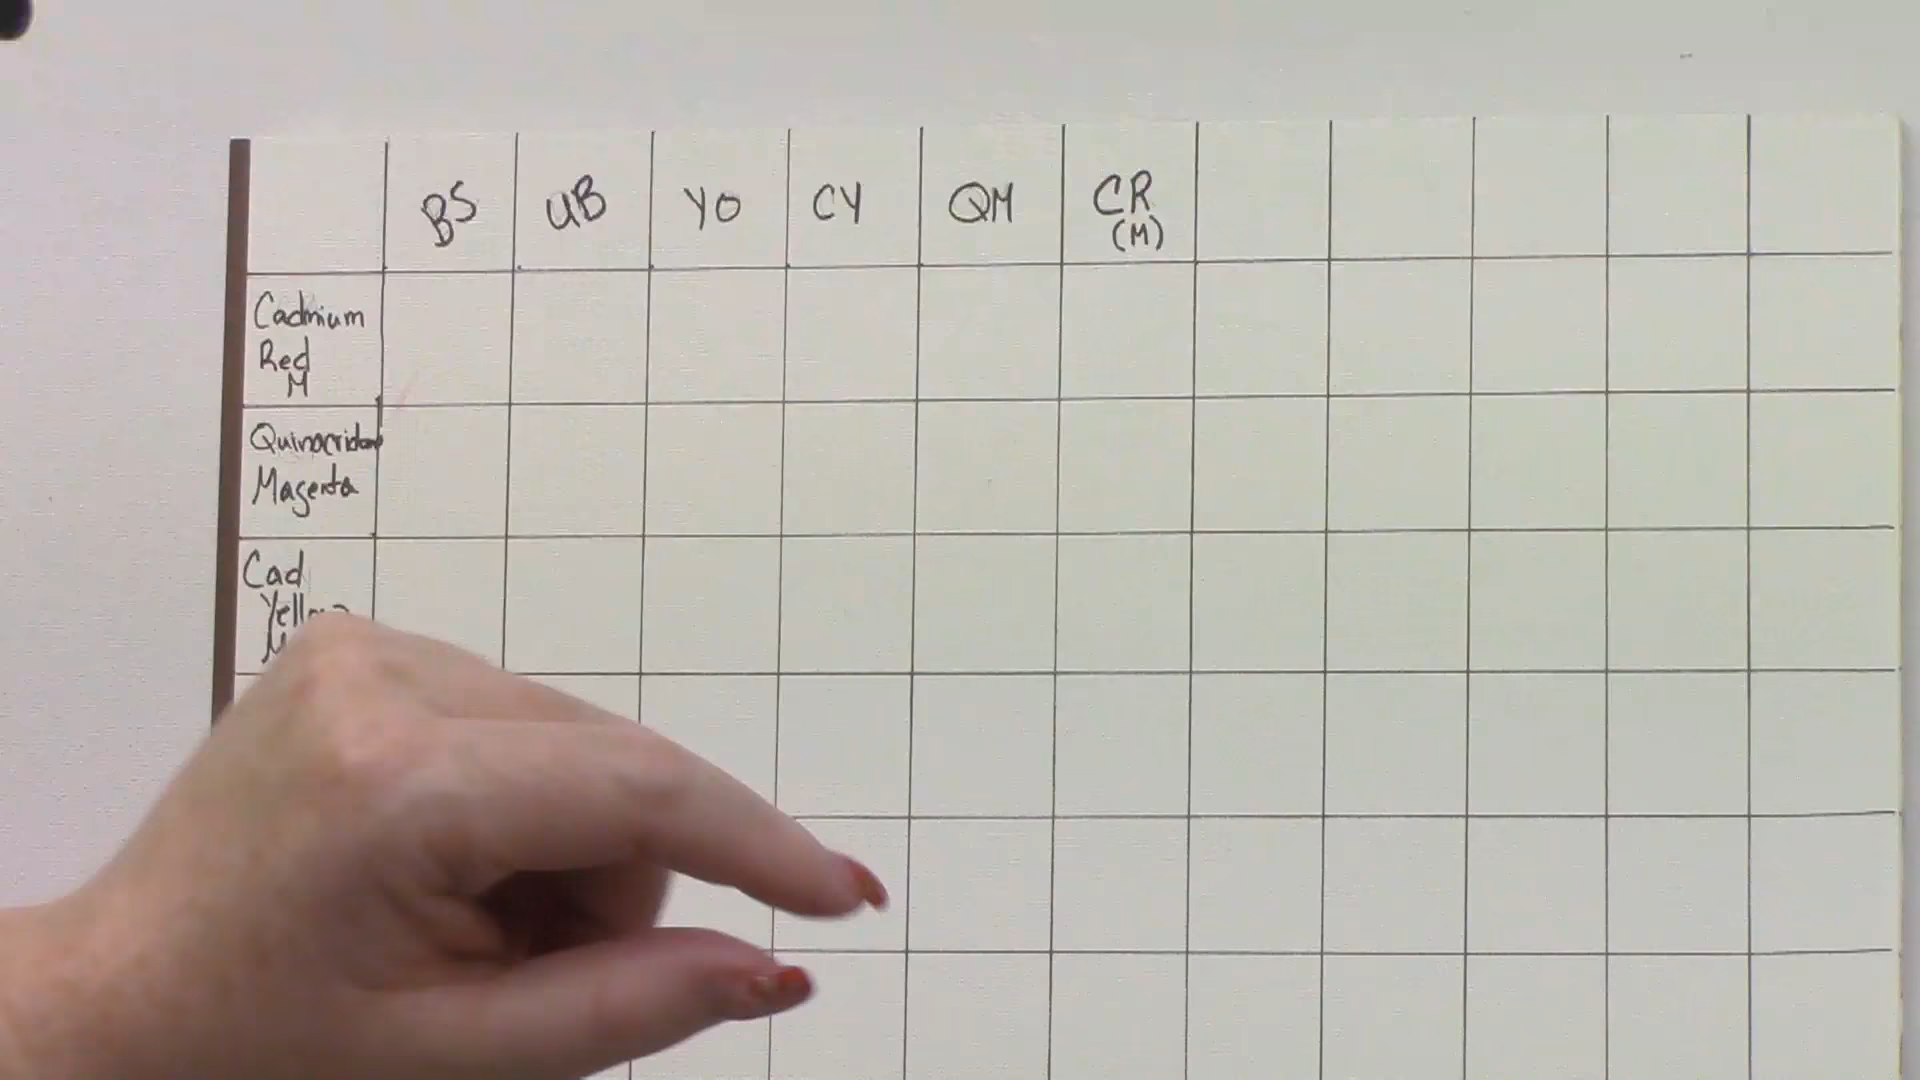 BS UB YO CY QM CR
(M)
Cadmium
Red
M
Quinacridone
Magenta
Cad